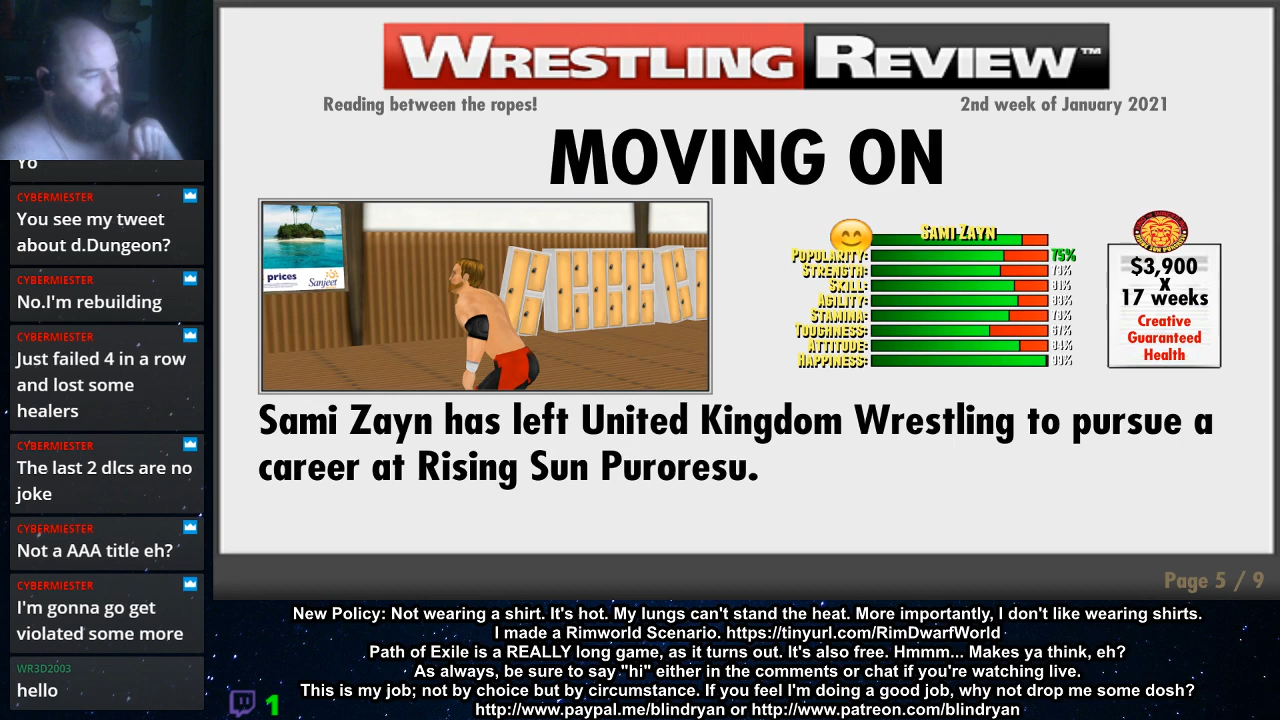 Yo
CYBERMIESTER
You see my tweet
about d.Dungeon?
CYBERMIESTER
No.I'm rebuilding
CYBERMIESTER
Just failed 4 in a row
and lost some
healers
CYBERMIESTER
The last 2 dlcs are no
joke
CYBERMIESTER
Not a AAA title eh?
CYBERMIESTER
I'm gonna go get
violated some more
WR3D2003
hello
WRESTLING REVIEW™
Reading between the ropes!
2nd week of January 2021
MOVING ON
prices
Sanjeet
SAMI ZAYN
POPULARITY: 75%
STRENGTH:
SKILL: 81%
AGILITY:
STAMINA:
TOUGHNESS: 67%
ATTITUDE: 84%
HAPPINESS: 99%
$3,900
X
17 weeks
Creative
Guaranteed
Health
Sami Zayn has left United Kingdom Wrestling to pursue a
career at Rising Sun Puroresu.
Page 5 / 9
New Policy: Not wearing a shirt. It's hot. My lungs can't stand the heat. More importantly, I don't like wearing shirts.
I made a Rimworld Scenario. https://tinyurl.com/RimDwarfWorld
Path of Exile is a REALLY long game, as it turns out. It's also free. Hmmm... Makes ya think, eh?
As always, be sure to say "hi" either in the comments or chat if you're watching live.
This is my job; not by choice but by circumstance. If you feel I'm doing a good job, why not drop me some dosh?
http://www.paypal.me/blindryan or http://www.patreon.com/blindryan
1